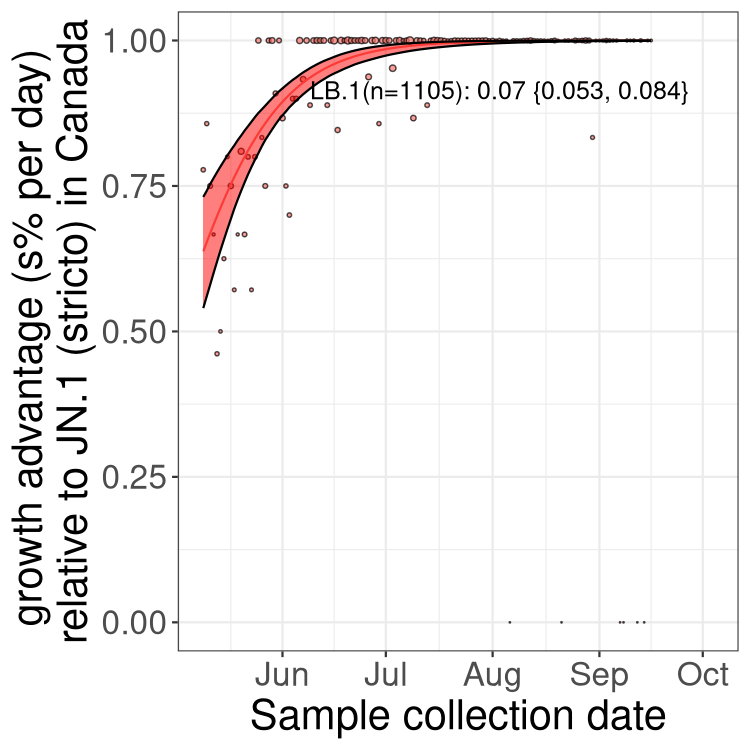 growth advantage (s% per day)
relative to JN.1 (stricto) in Canada
1.00
0.75
0.50
0.25
0.00
LB.1(n=1105): 0.07 {0.053, 0.084}
Jun Jul Aug Sep Oct
Sample collection date